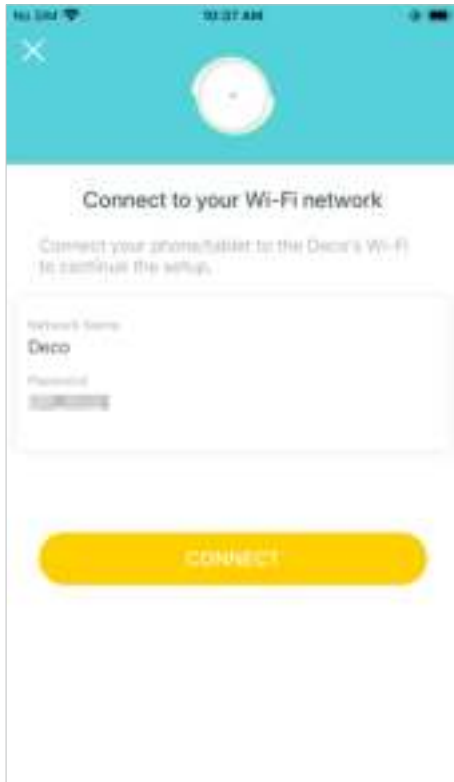 No SIM 10:37 AM
Connect to your Wi-Fi network
Connect your phone/tablet to the Deco's Wi-Fi
to continue the setup.
Network Name
Deco
Password
CONNECT